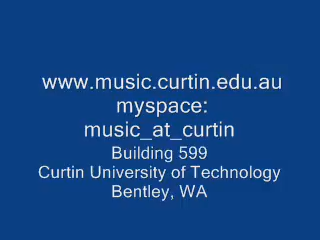 www.music.curtin.edu.au
myspace:
music_at_curtin
Building 599
Curtin University of Technology
Bentley, WA